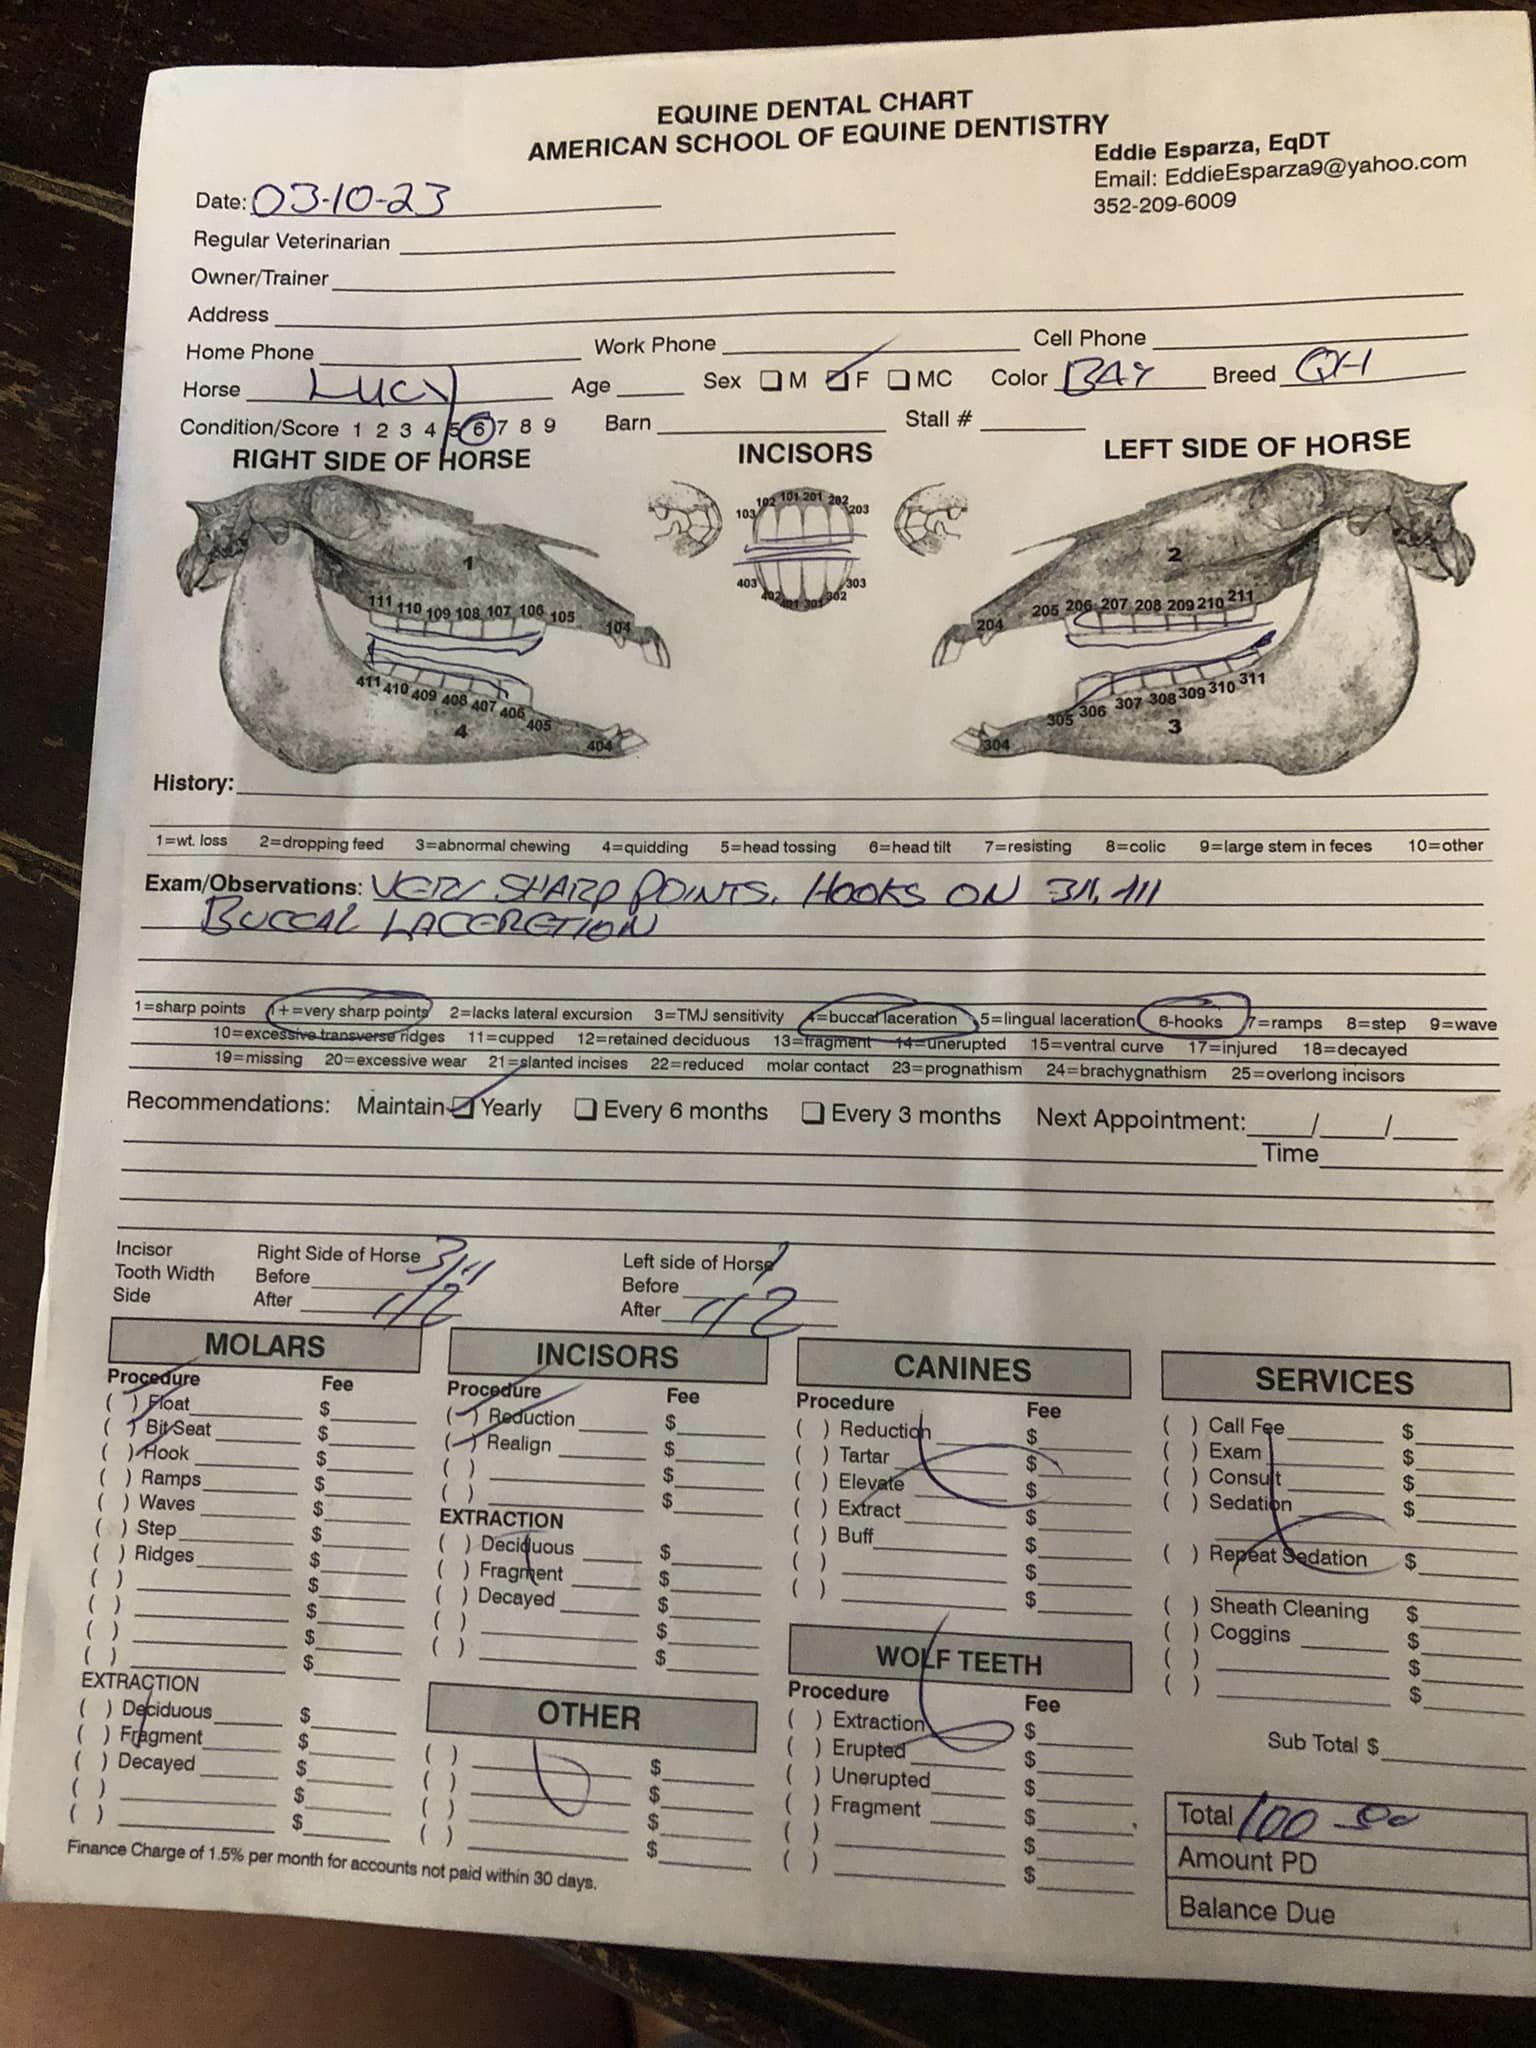 EQUINE DENTAL CHART
AMERICAN SCHOOL OF EQUINE DENTISTRY
Eddie Esparza, EqDT
Email: EddieEsparza9@yahoo.com
352-209-6009
Date: 03-10-23
Regular Veterinarian
Owner/Trainer
Address
Home Phone Work Phone Cell Phone
Horse LUCY Age Sex M F MC Color BAY Breed QH
Condition/Score 1 2 3 4 5 6 7 8 9 Barn Stall #
RIGHT SIDE OF HORSE INCISORS LEFT SIDE OF HORSE
103 102 101 201 202 203
403 402 401 301 302 303
1
111 110 109 108 107 106 105 104
411 410 409 408 407 406 405 404
4
2
204 205 206 207 208 209 210 211
304 305 306 307 308 309 310 311
3
History:
1=wt. loss 2=dropping feed 3=abnormal chewing 4=quidding 5=head tossing 6=head tilt 7=resisting 8=colic 9=large stem in feces 10=other
Exam/Observations: VERY SHARP POINTS. HOOKS ON 311, 411
BUCCAL LACERETION
1=sharp points 1+=very sharp points 2=lacks lateral excursion 3=TMJ sensitivity 4=buccal laceration 5=lingual laceration 6-hooks 7=ramps 8=step 9=wave
10=excessive transverse ridges 11=cupped 12=retained deciduous 13=fragment 14=unerupted 15=ventral curve 17=injured 18=decayed
19=missing 20=excessive wear 21=slanted incises 22=reduced molar contact 23=prognathism 24=brachygnathism 25=overlong incisors
Recommendations: Maintain Yearly Every 6 months Every 3 months Next Appointment: / /
Time
Incisor Right Side of Horse Left side of Horse
Tooth Width Before Before
Side After After
MOLARS
Procedure Fee
( ) Float $
( ) Bit Seat $
( ) Hook $
( ) Ramps $
( ) Waves $
( ) Step $
( ) Ridges $
( ) $
( ) $
( ) $
( ) $
EXTRACTION
( ) Deciduous $
( ) Fragment $
( ) Decayed $
( ) $
( ) $
INCISORS
Procedure Fee
( ) Reduction $
( ) Realign $
( ) $
( ) $
EXTRACTION
( ) Deciduous $
( ) Fragment $
( ) Decayed $
( ) $
( ) $
OTHER
( ) $
( ) $
( ) $
( ) $
CANINES
Procedure Fee
( ) Reduction $
( ) Tartar $
( ) Elevate $
( ) Extract $
( ) Buff $
( ) $
( ) $
WOLF TEETH
Procedure Fee
( ) Extraction $
( ) Erupted $
( ) Unerupted $
( ) Fragment $
( ) $
( ) $
SERVICES
( ) Call Fee $
( ) Exam $
( ) Consult $
( ) Sedation $
( ) Repeat Sedation $
( ) Sheath Cleaning $
( ) Coggins $
( ) $
( ) $
Sub Total $
Total 100
Amount PD
Balance Due
Finance Charge of 1.5% per month for accounts not paid within 30 days.